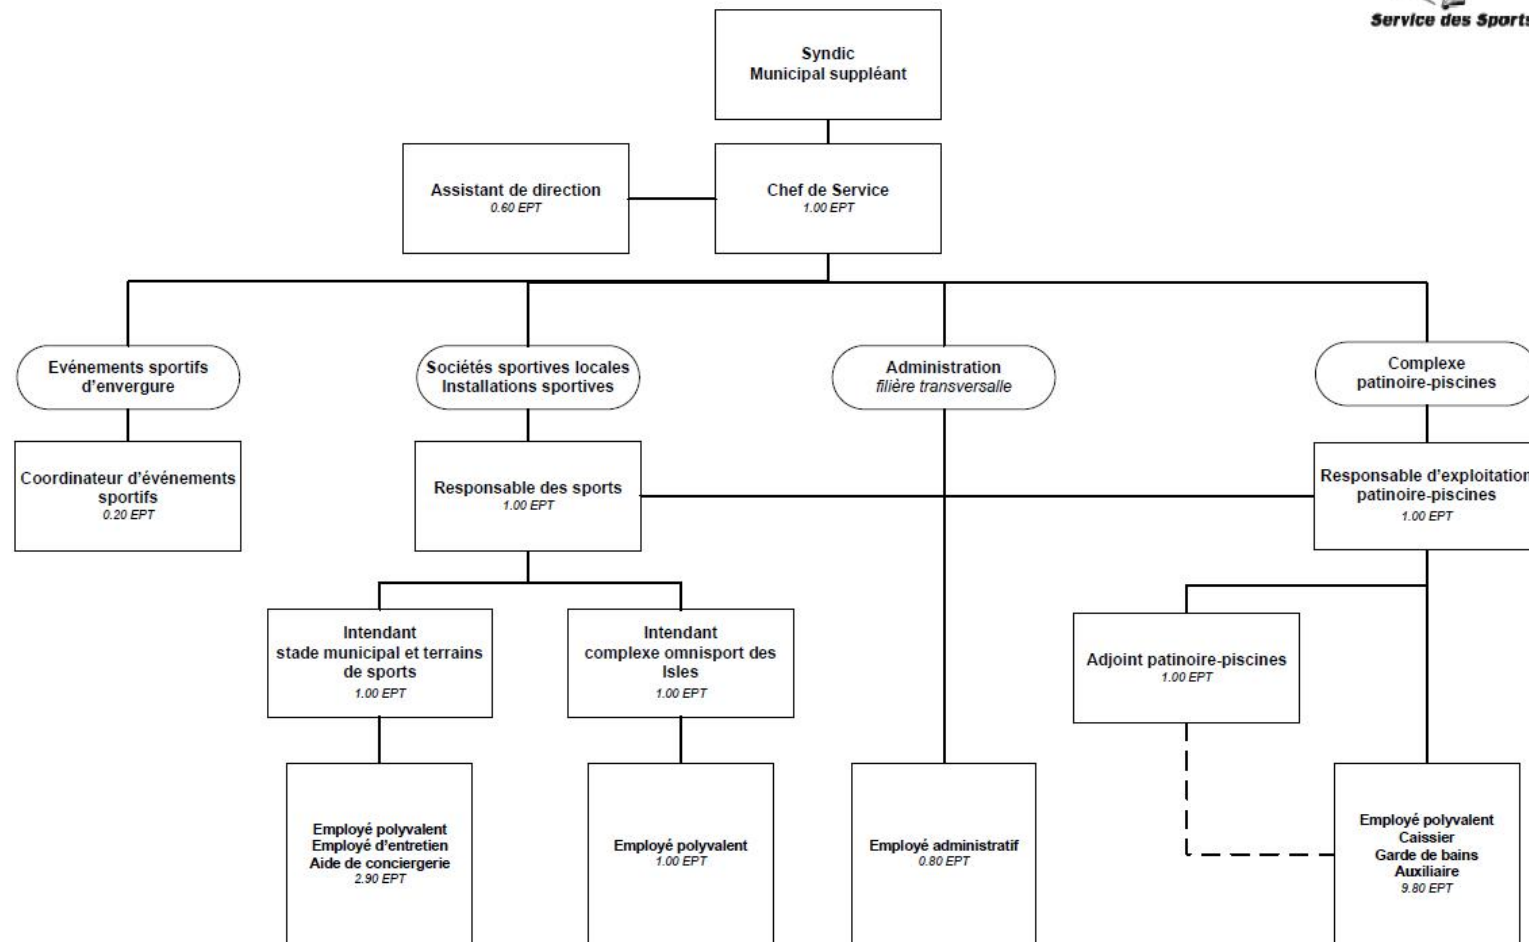 Service des Sports
Syndic
Municipal suppléant
Assistant de direction
0.60 EPT
Chef de Service
1.00 EPT
Evénements sportifs
d'envergure
Sociétés sportives locales
Installations sportives
Administration
filière transversalle
Complexe
patinoire-piscines
Coordinateur d'événements
sportifs
0.20 EPT
Responsable des sports
1.00 EPT
Responsable d'exploitation
patinoire-piscines
1.00 EPT
Intendant
stade municipal et terrains
de sports
1.00 EPT
Intendant
complexe omnisport des
Isles
1.00 EPT
Adjoint patinoire-piscines
1.00 EPT
Employé polyvalent
Employé d'entretien
Aide de conciergerie
2.90 EPT
Employé polyvalent
1.00 EPT
Employé administratif
0.80 EPT
Employé polyvalent
Caissier
Garde de bains
Auxiliaire
9.80 EPT